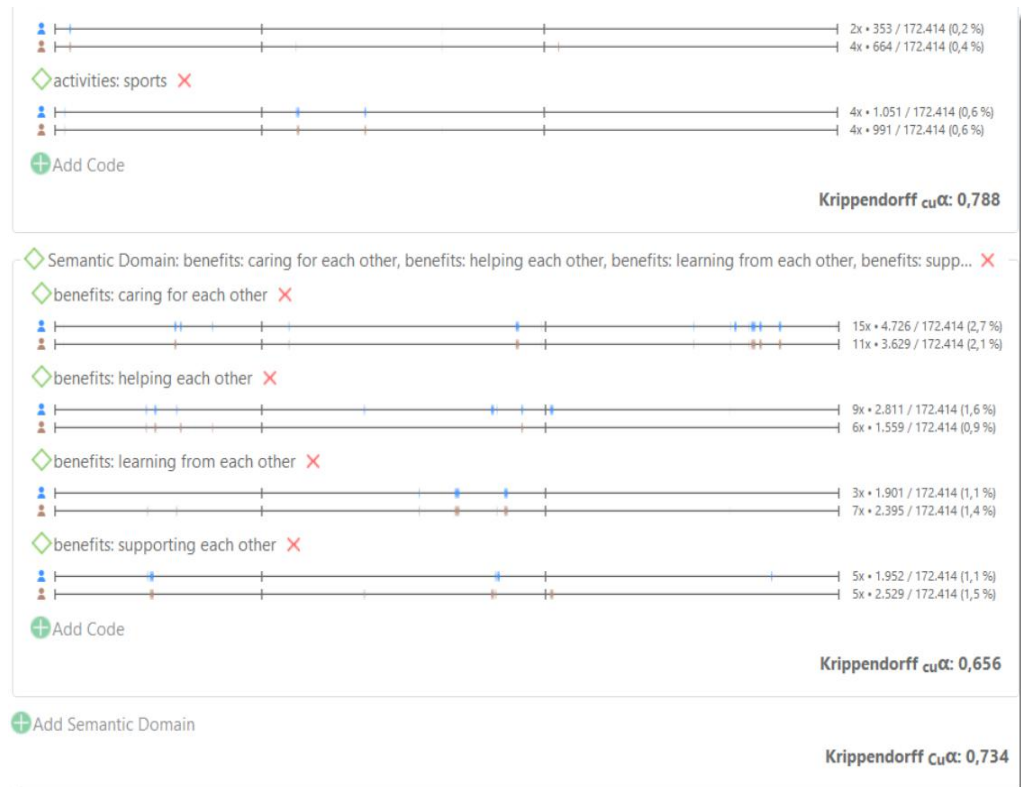 2x • 353 / 172.414 (0,2 %)
4x • 664 / 172.414 (0,4 %)
activities: sports
4x • 1.051 / 172.414 (0,6 %)
4x • 991 / 172.414 (0,6 %)
Add Code
Krippendorff cuα: 0,788
Semantic Domain: benefits: caring for each other, benefits: helping each other, benefits: learning from each other, benefits: supp...
benefits: caring for each other
15x • 4.726 / 172.414 (2,7 %)
11x • 3.629 / 172.414 (2,1 %)
benefits: helping each other
9x • 2.811 / 172.414 (1,6 %)
6x • 1.559 / 172.414 (0,9 %)
benefits: learning from each other
3x • 1.901 / 172.414 (1,1 %)
7x • 2.395 / 172.414 (1,4 %)
benefits: supporting each other
5x • 1.952 / 172.414 (1,1 %)
5x • 2.529 / 172.414 (1,5 %)
Add Code
Krippendorff cuα: 0,656
Add Semantic Domain
Krippendorff Cuα: 0,734